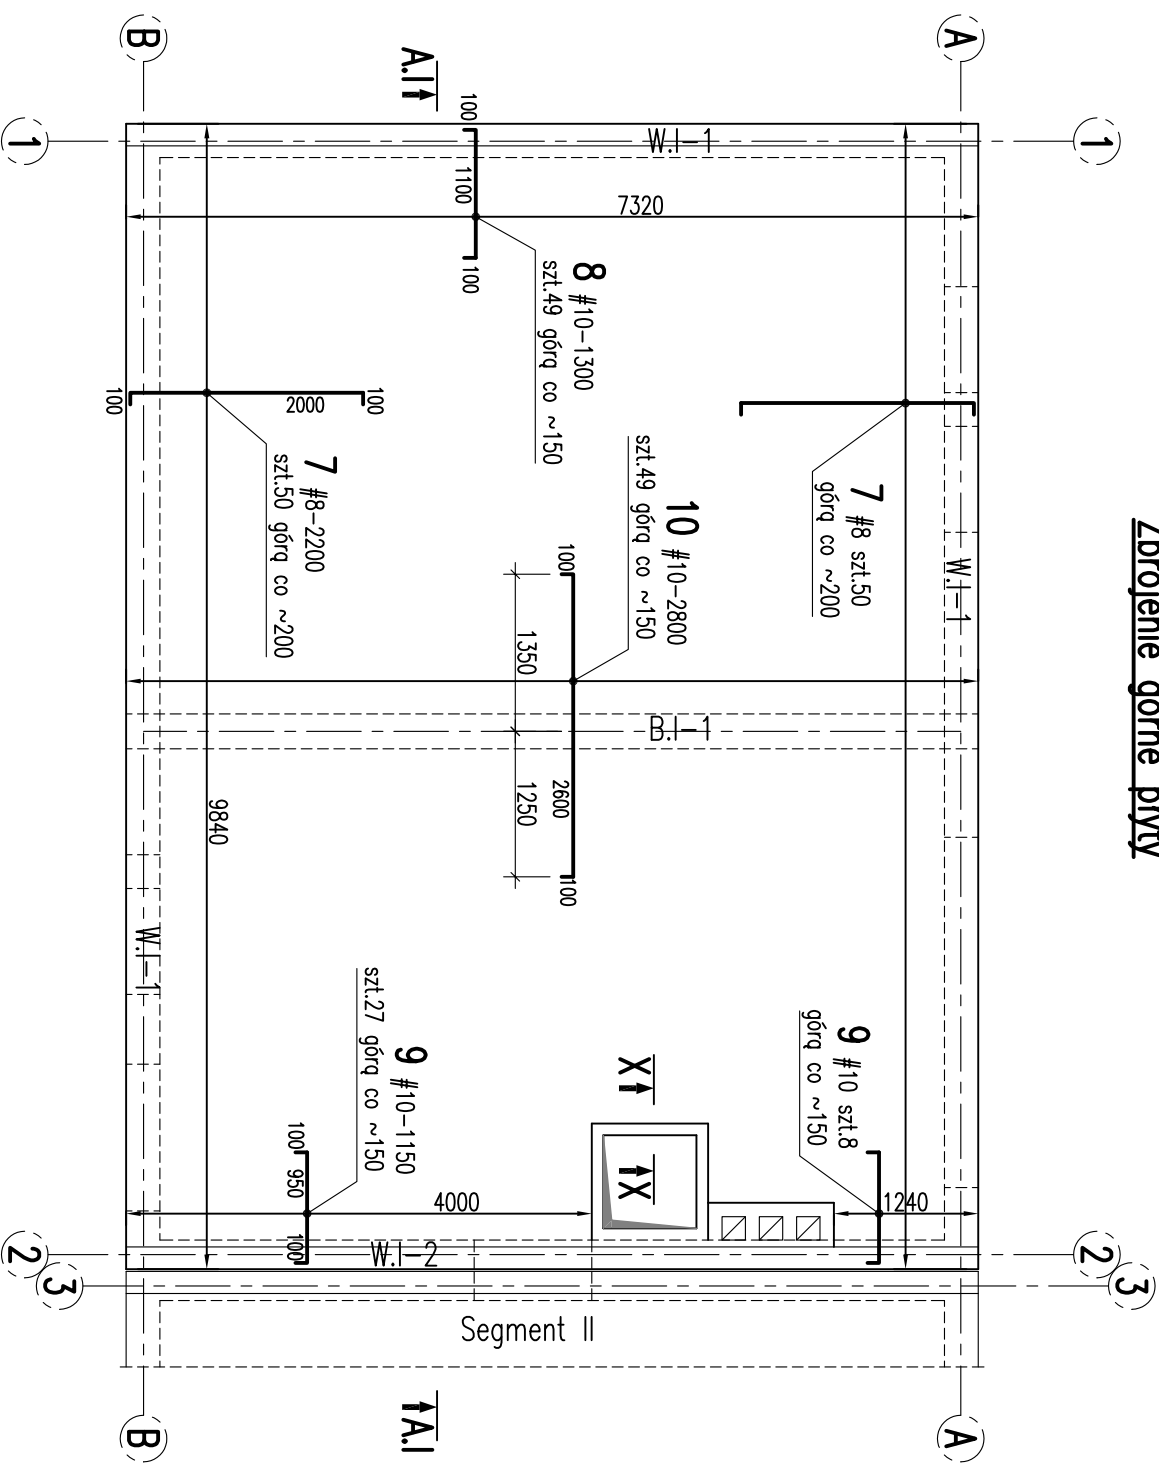 Zbrojenie górne płyty
A
A
B
B
1
1
2
2
3
3
A.I
A.I
W.I-1
7320
100
1100
100
8 #10-1300
szt.49 górą co ~150
7 #8 szt.50
górą co ~200
W.I-1
100
2000
100
7 #8-2200
szt.50 górą co ~200
10 #10-2800
szt.49 górą co ~150
100
1350
1250
2600
100
B.I-1
9840
W.I-1
9 #10 szt.8
górą co ~150
9 #10-1150
szt.27 górą co ~150
X
X
100
950
100
4000
1240
W.I-2
Segment II